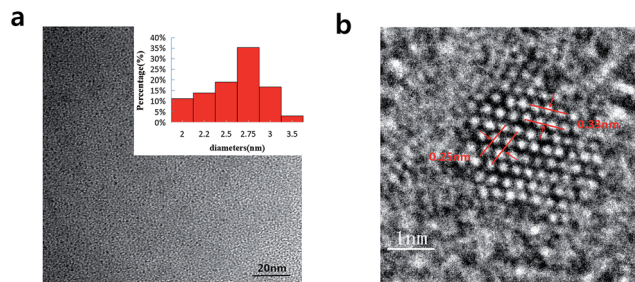 a
b
40%
35%
30%
25%
20%
15%
10%
5%
0%
Percentage(%)
2 2.2 2.5 2.75 3 3.5
diameters(nm)
20nm
0.33nm
0.25nm
1nm